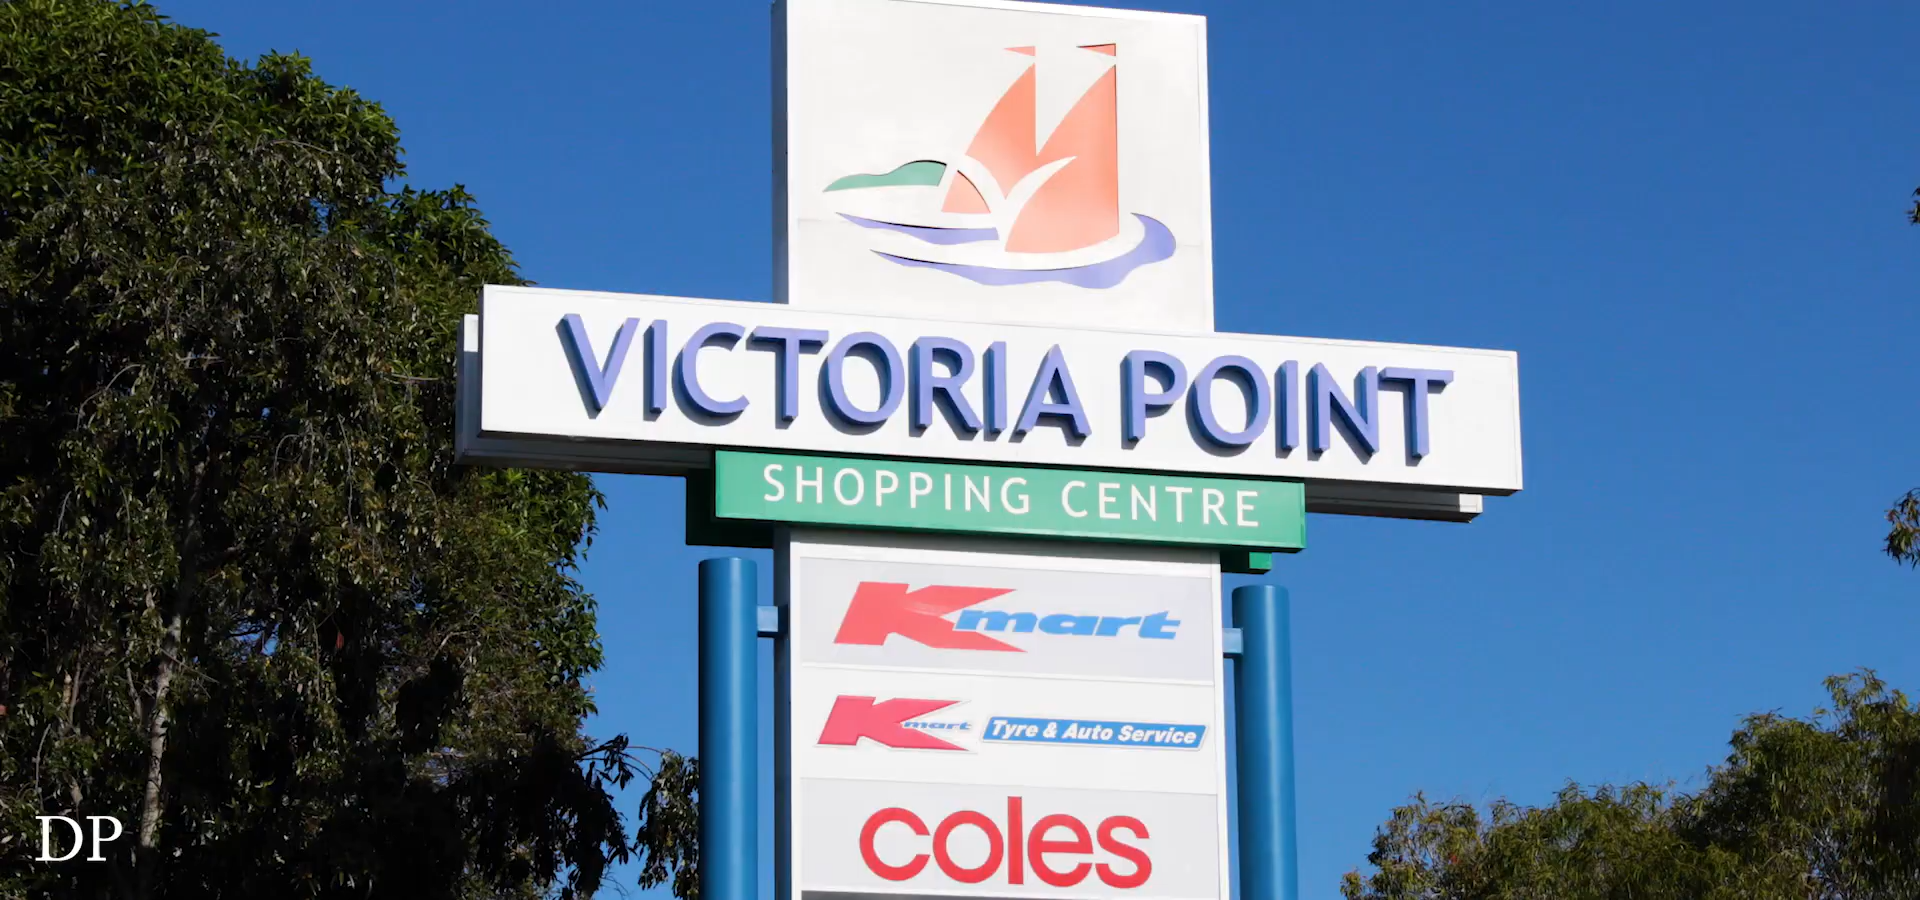 VICTORIA POINT
SHOPPING CENTRE
Kmart
Kmart Tyre & Auto Service
coles
DP